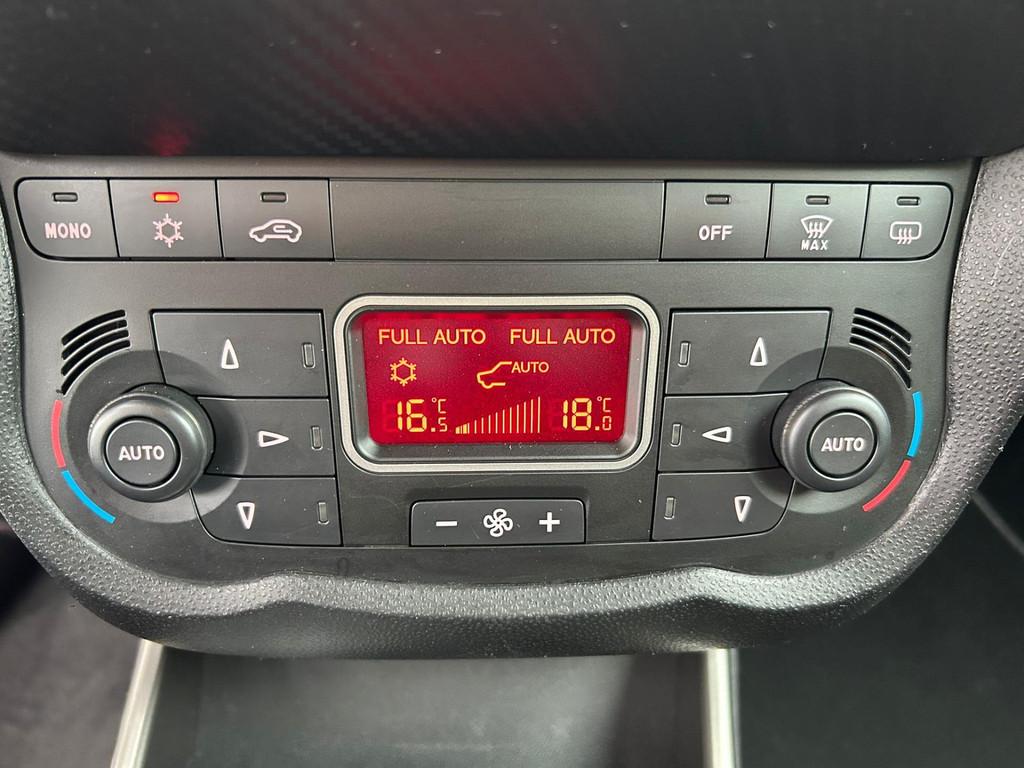 MONO
OFF
MAX
FULL AUTO FULL AUTO
AUTO
16.5 °C 18.0 °C
AUTO
AUTO
- +